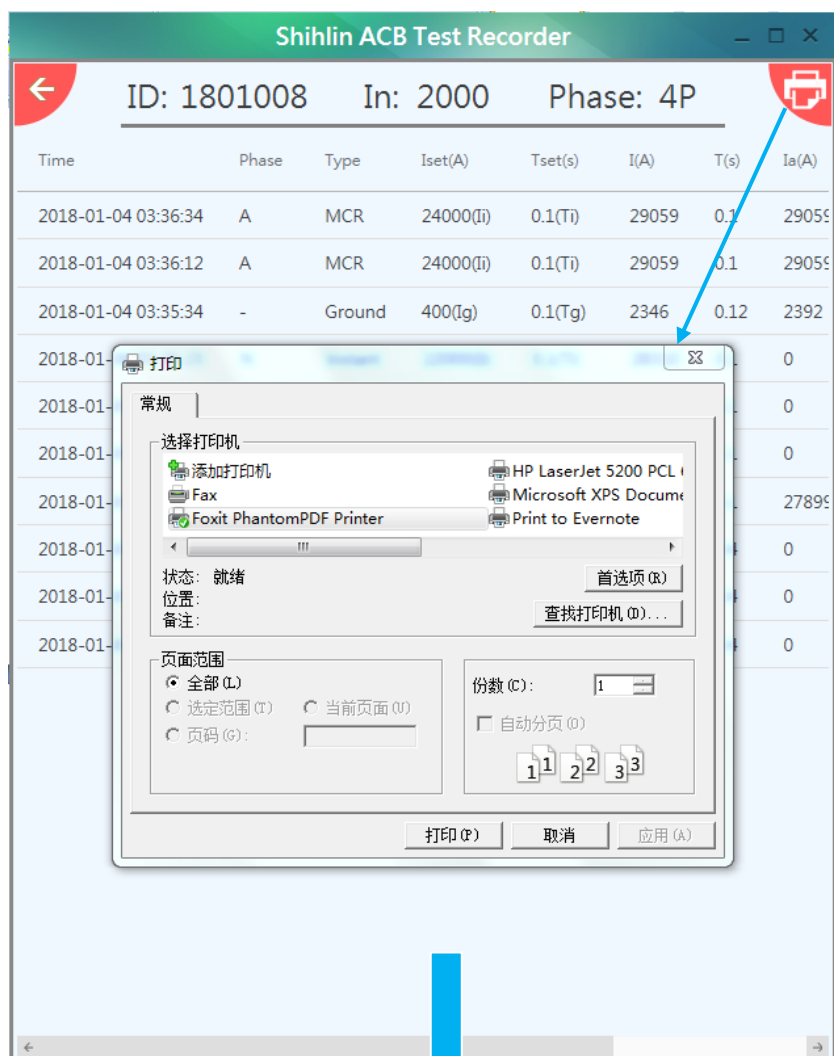 Shihlin ACB Test Recorder
ID: 1801008 In: 2000 Phase: 4P
Time Phase Type Iset(A) Tset(s) I(A) T(s) Ia(A)
2018-01-04 03:36:34 A MCR 24000(Ii) 0.1(Ti) 29059 0.1 29059
2018-01-04 03:36:12 A MCR 24000(Ii) 0.1(Ti) 29059 0.1 29059
2018-01-04 03:35:34 - Ground 400(Ig) 0.1(Tg) 2346 0.12 2392
2018-01- 0
打印
2018-01- 0
常规
选择打印机
2018-01- 0
添加打印机 HP LaserJet 5200 PCL
Fax Microsoft XPS Docume
2018-01- 27899
Foxit PhantomPDF Printer Print to Evernote
2018-01- 0
状态: 就绪 首选项(R)
2018-01- 0
位置:
备注: 查找打印机(D)...
2018-01- 0
页面范围
全部(L) 份数(C): 1
选定范围(T) 当前页面(U)
自动分页(O)
页码(G):
1 1 2 2 3 3
打印(P) 取消 应用(A)